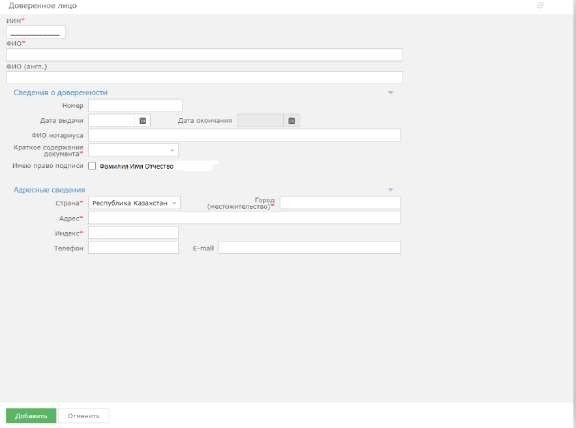 Доверенное лицо
ИИН*
ФИО*
ФИО (англ.)
Сведения о доверенности
Номер
Дата выдачи Дата окончания
ФИО нотариуса
Краткое содержание
документа*
Имею право подписи Фамилия Имя Отчество
Адресные сведения
Страна* Республика Казахстан Город
(местожительство)*
Адрес*
Индекс*
Телефон E-mail
Добавить Отменить